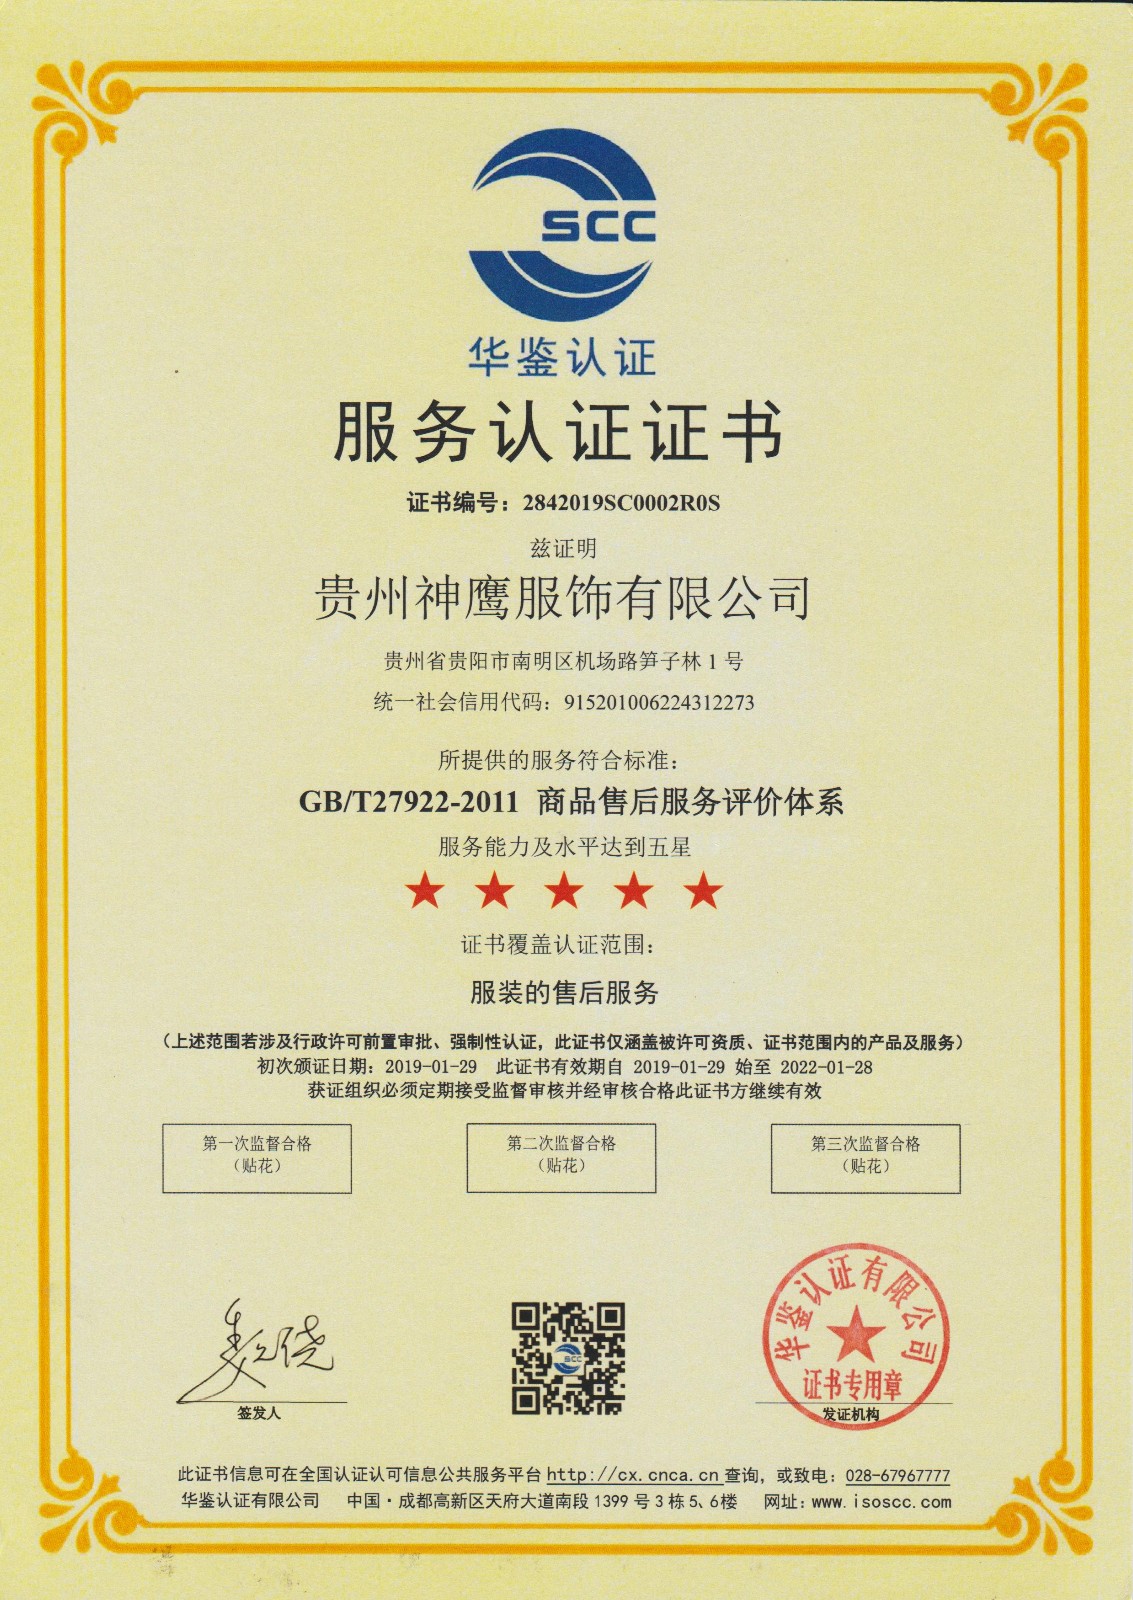 SCC
华鉴认证
服务认证证书
证书编号：2842019SC0002R0S
兹证明
贵州神鹰服饰有限公司
贵州省贵阳市南明区机场路笋子林 1 号
统一社会信用代码：915201006224312273
所提供的服务符合标准：
GB/T27922-2011 商品售后服务评价体系
服务能力及水平达到五星
证书覆盖认证范围：
服装的售后服务
（上述范围若涉及行政许可前置审批、强制性认证，此证书仅涵盖被许可资质、证书范围内的产品及服务）
初次颁证日期：2019-01-29 此证书有效期自 2019-01-29 始至 2022-01-28
获证组织必须定期接受监督审核并经审核合格此证书方继续有效
第一次监督合格
（贴花）
第二次监督合格
（贴花）
第三次监督合格
（贴花）
签发人
SCC
华鉴认证有限公司
证书专用章
发证机构
此证书信息可在全国认证认可信息公共服务平台 http://cx.cnca.cn 查询，或致电：028-67967777
华鉴认证有限公司 中国·成都高新区天府大道南段 1399 号 3 栋 5、6 楼 网址：www.isoscc.com